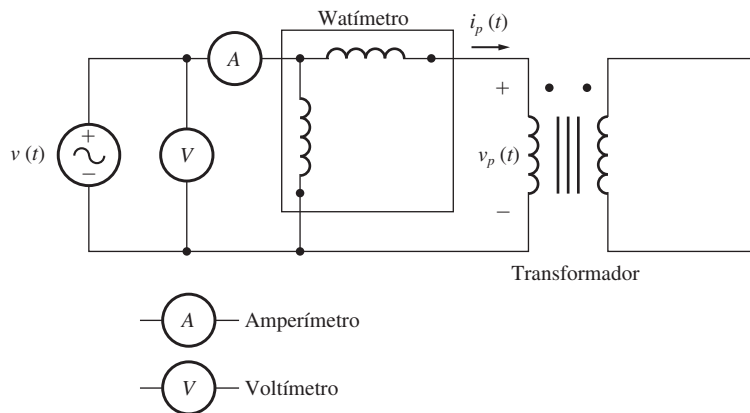 Watímetro
i_p (t)
A
+
v (t)
+
−
V
v_p (t)
−
Transformador
A Amperímetro
V Voltímetro